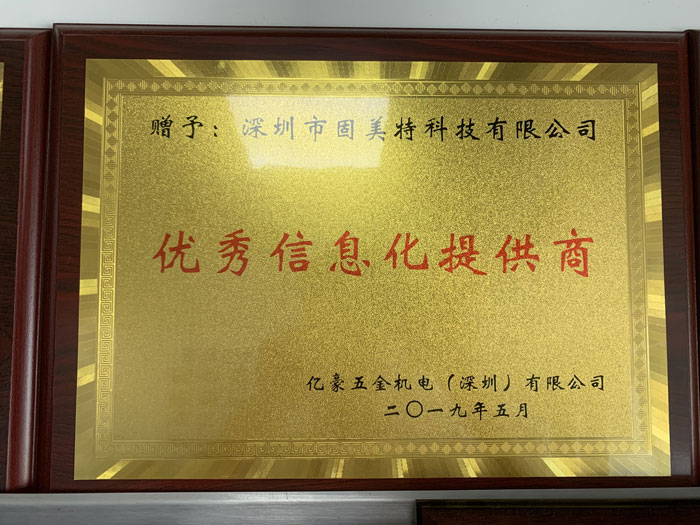 赠予：深圳市固美特科技有限公司
优秀信息化提供商
亿豪五金机电（深圳）有限公司
二〇一九年五月